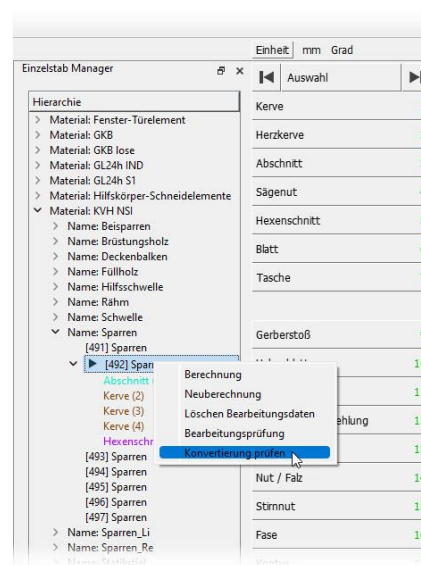 Einheit mm Grad
Einzelstab Manager
Auswahl
Hierarchie
Material: Fenster-Türelement
Material: GKB
Material: GKB lose
Material: GL24h IND
Material: GL24h S1
Material: Hilfskörper-Schneidelemente
Material: KVH NSI
Name: Beisparren
Name: Brüstungsholz
Name: Deckenbalken
Name: Füllholz
Name: Hilfsschwelle
Name: Rähm
Name: Schwelle
Name: Sparren
[491] Sparren
[492] Sparr
Abschnitt
Kerve (2)
Kerve (3)
Kerve (4)
Hexenschr
[493] Sparren
[494] Sparren
[495] Sparren
[496] Sparren
[497] Sparren
Name: Sparren_Li
Name: Sparren_Re
Berechnung
Neuberechnung
Löschen Bearbeitungsdaten
Bearbeitungsprüfung
Konvertierung prüfen
Kerve
Herzkerve
Abschnitt
Sägenut
Hexenschnitt
Blatt
Tasche
Gerberstoß
ehlung
Nut / Falz
Stirnnut
Fase